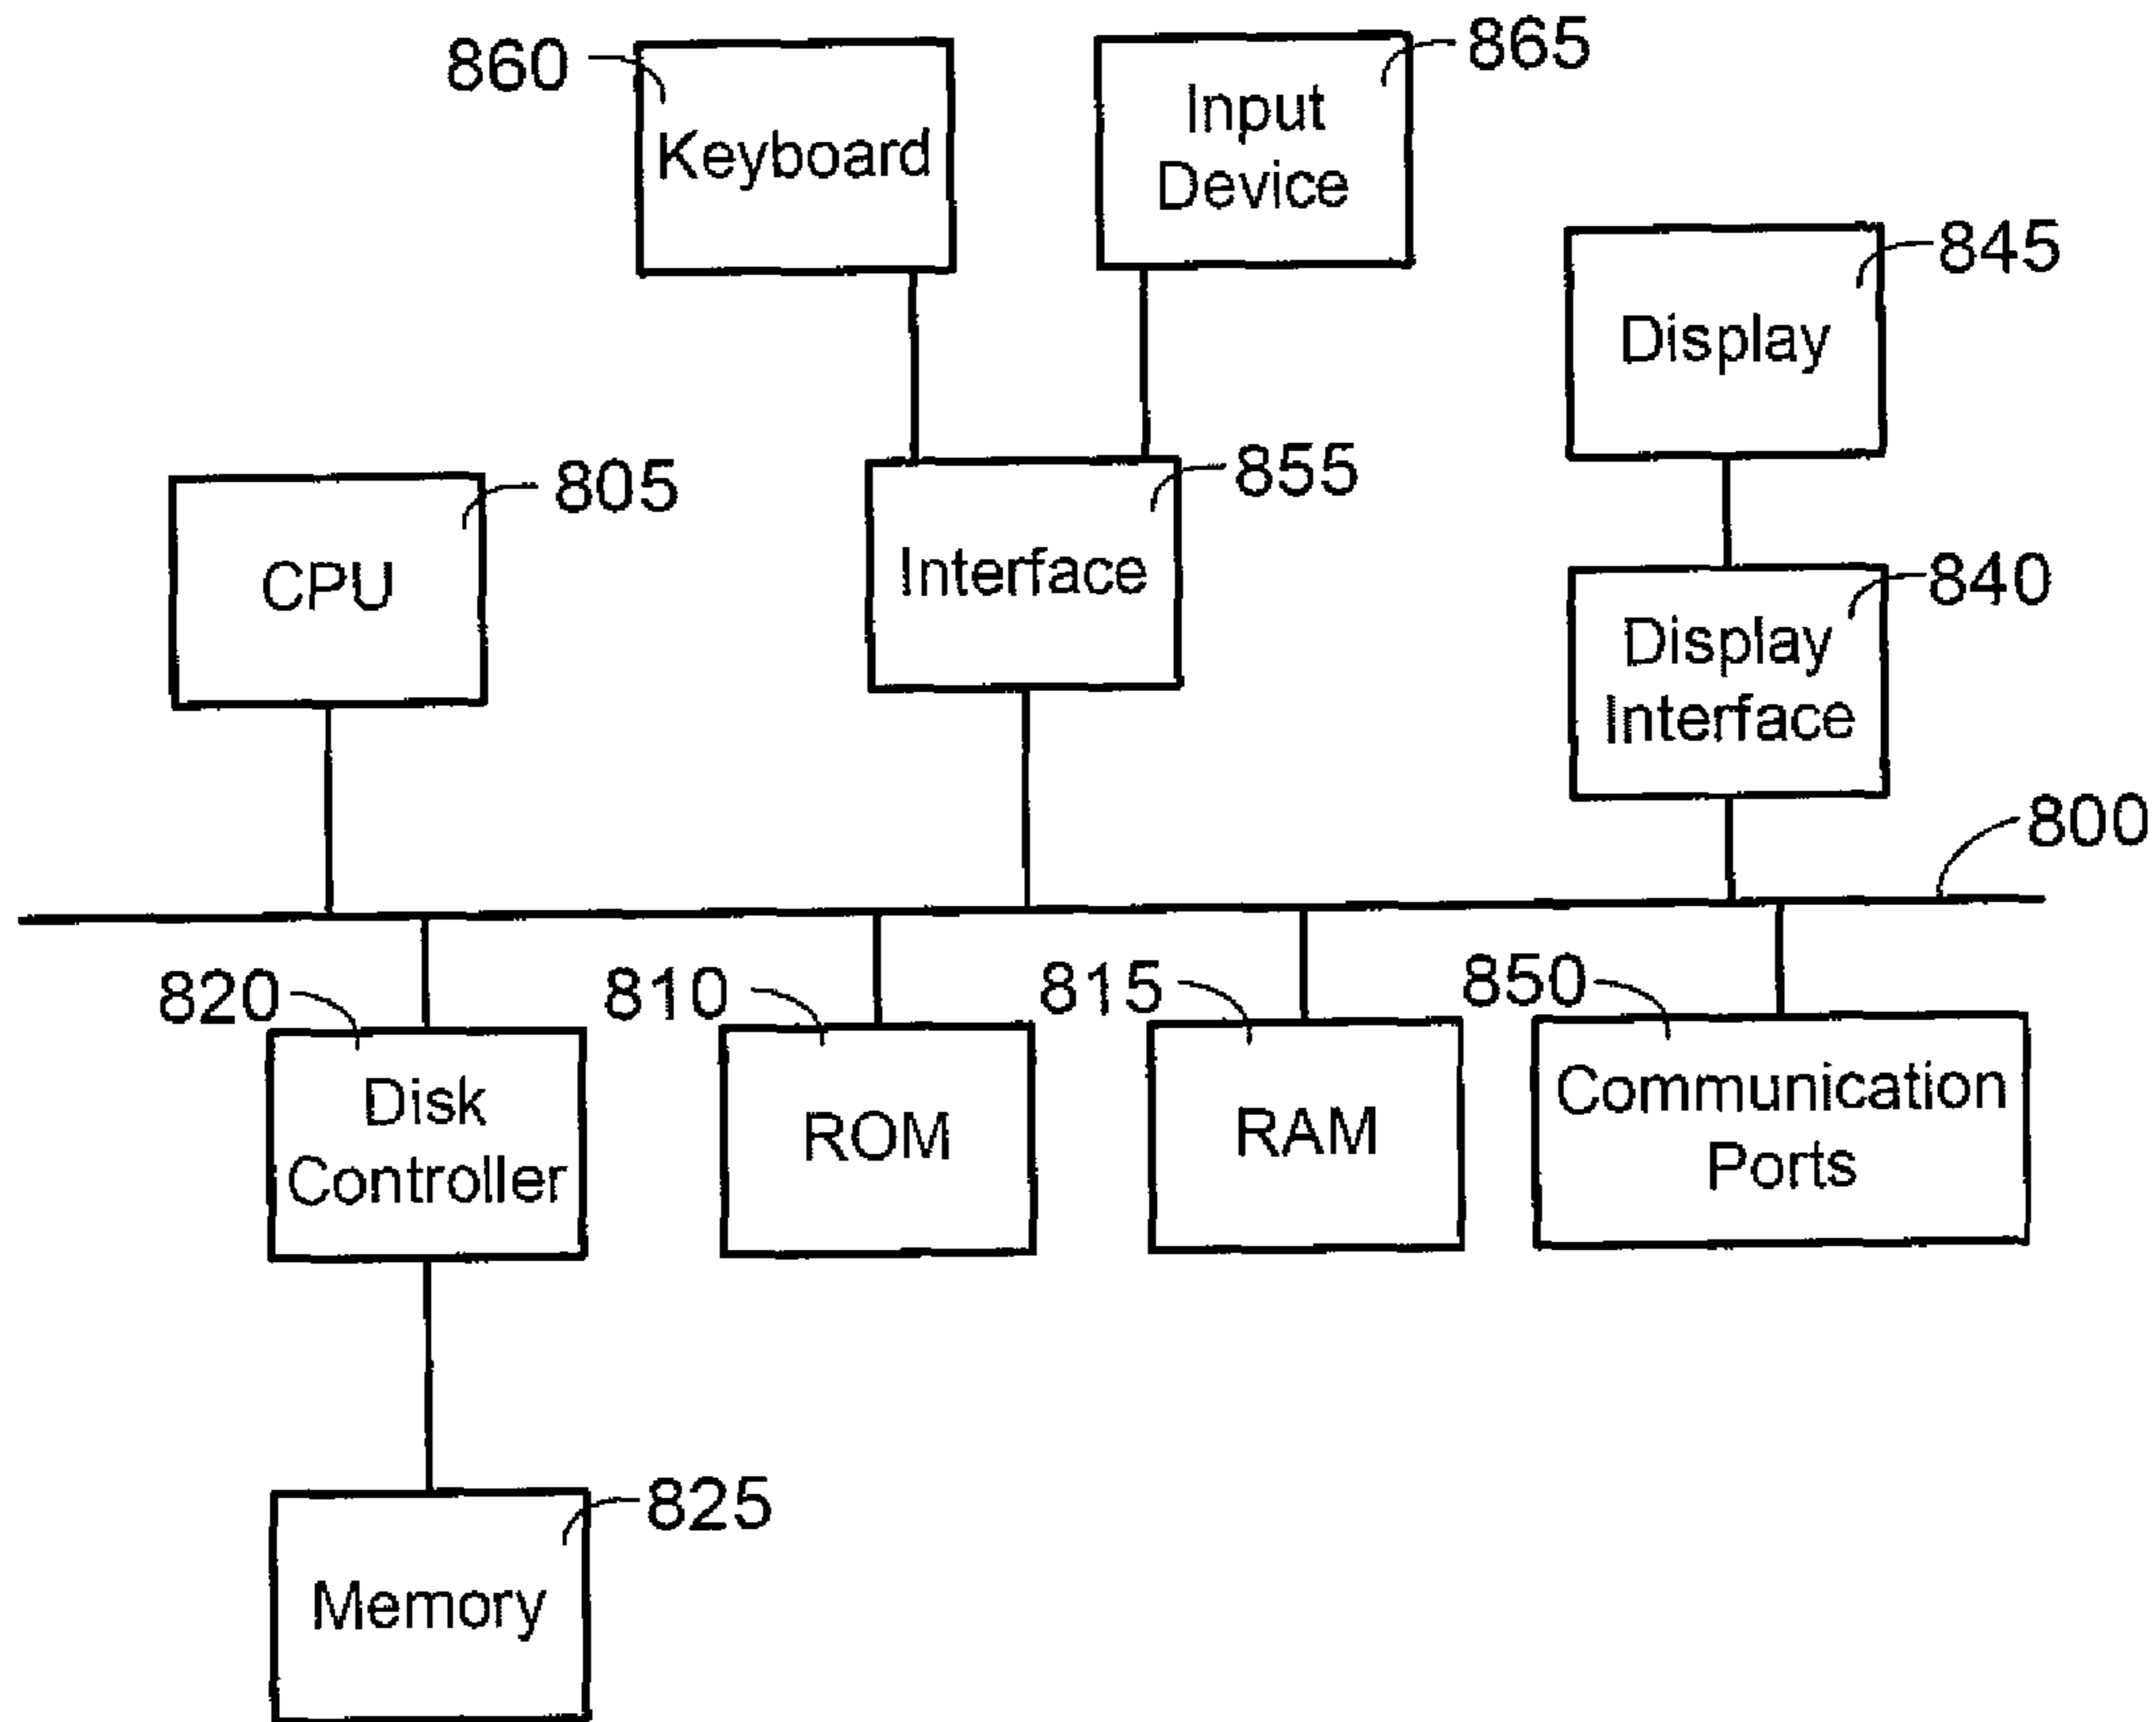 860
Keyboard
Input
Device
865
Display
845
CPU
805
Interface
855
Display
Interface
840
800
820
Disk
Controller
810
ROM
815
RAM
850
Communication
Ports
Memory
825